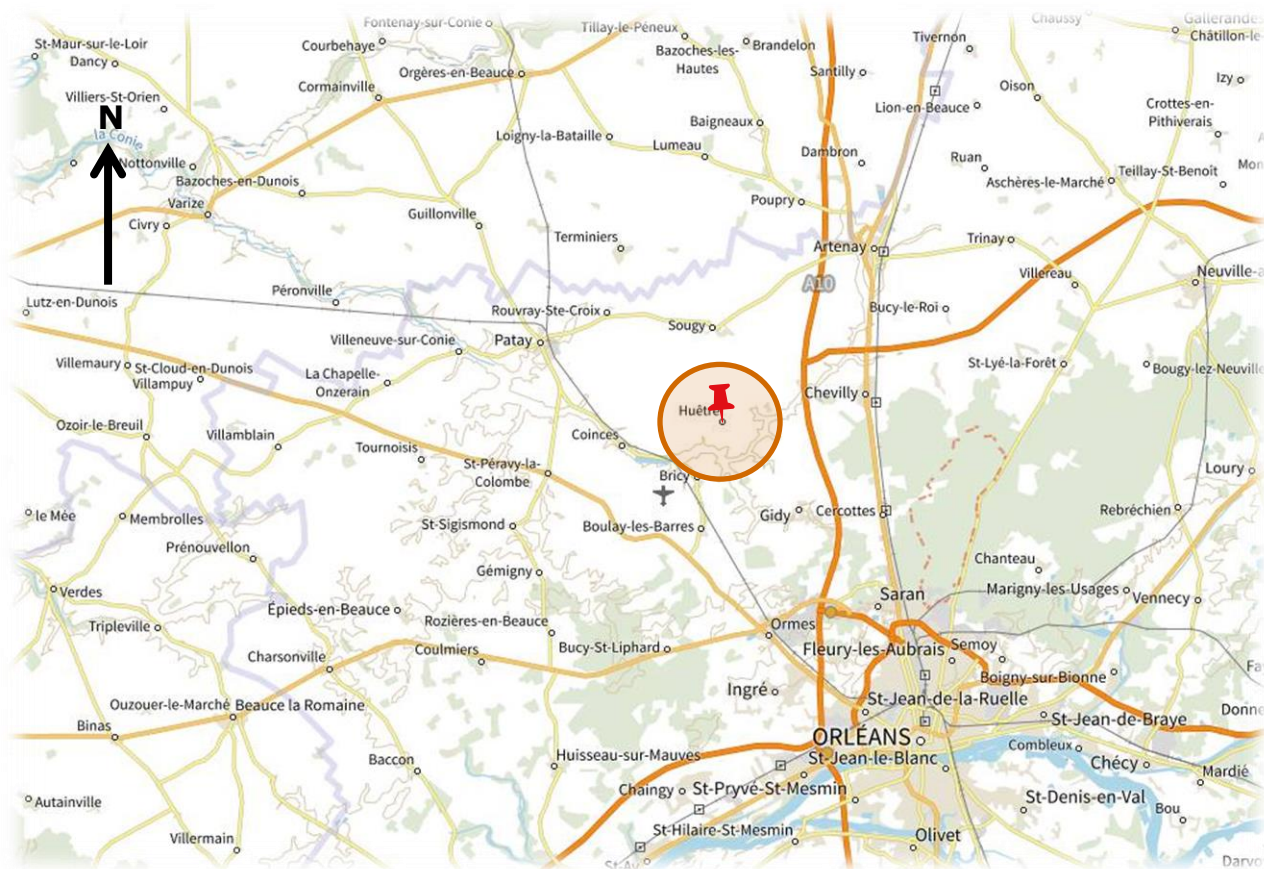 Fontenay-sur-Conie
Tillay-le-Péneux
Chaussy
Gallerandes
Châtillon-le-
St-Maur-sur-le-Loir
Courbehaye
Bazoches-les-
Hautes
Brandelon
Tivernon
Dancy
Orgères-en-Beauce
Santilly
Izy
Villiers-St-Orien
Cormainville
Lion-en-Beauce
Oison
Crottes-en-
Pithiverais
N
la Conie
Loigny-la-Bataille
Baigneaux
Lumeau
Dambron
Ruan
Nottonville
Bazoches-en-Dunois
Aschères-le-Marché
Teillay-St-Benoît
Mon
Varize
Civry
Guillonville
Poupry
Terminiers
Artenay
Trinay
Villereau
Neuville-a
A10
Péronville
Lutz-en-Dunois
Rouvray-Ste-Croix
Sougy
Bucy-le-Roi
Villeneuve-sur-Conie
Patay
Villemaury
St-Cloud-en-Dunois
Villampuy
La Chapelle-
Onzerain
St-Lyé-la-Forêt
Bougy-lez-Neuville
Chevilly
Huêtre
Ozoir-le-Breuil
Villamblain
Tournoisis
Coinces
St-Péravy-la-
Colombe
Bricy
Loury
le Mée
Membrolles
St-Sigismond
Boulay-les-Barres
Gidy
Cercottes
Rebréchien
Prénouvellon
Gémigny
Chanteau
Verdes
Épieds-en-Beauce
Saran
Marigny-les-Usages
Vennecy
Tripleville
Rozières-en-Beauce
Ormes
Charsonville
Coulmiers
Bucy-St-Liphard
Fleury-les-Aubrais
Semoy
Fa
Ingré
Boigny-sur-Bionne
Ouzouer-le-Marché
Beauce la Romaine
St-Jean-de-la-Ruelle
Donne
Binas
St-Jean-de-Braye
ORLÉANS
Combleux
Baccon
Huisseau-sur-Mauves
St-Jean-le-Blanc
Chécy
Mardié
Autainville
Chaingy
St-Pryvé-St-Mesmin
St-Denis-en-Val
Bou
Villermain
St-Hilaire-St-Mesmin
Olivet
St-Ay
Darvo